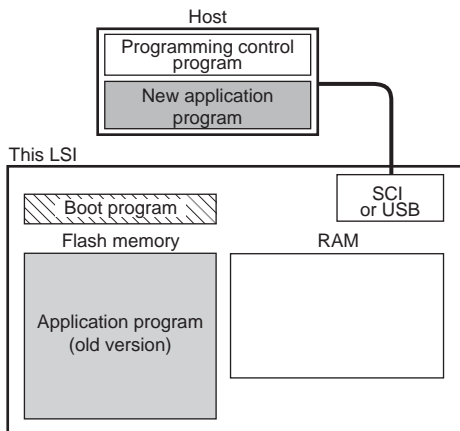 Host
Programming control
program
New application
program
This LSI
SCI
or USB
Boot program
Flash memory
RAM
Application program
(old version)